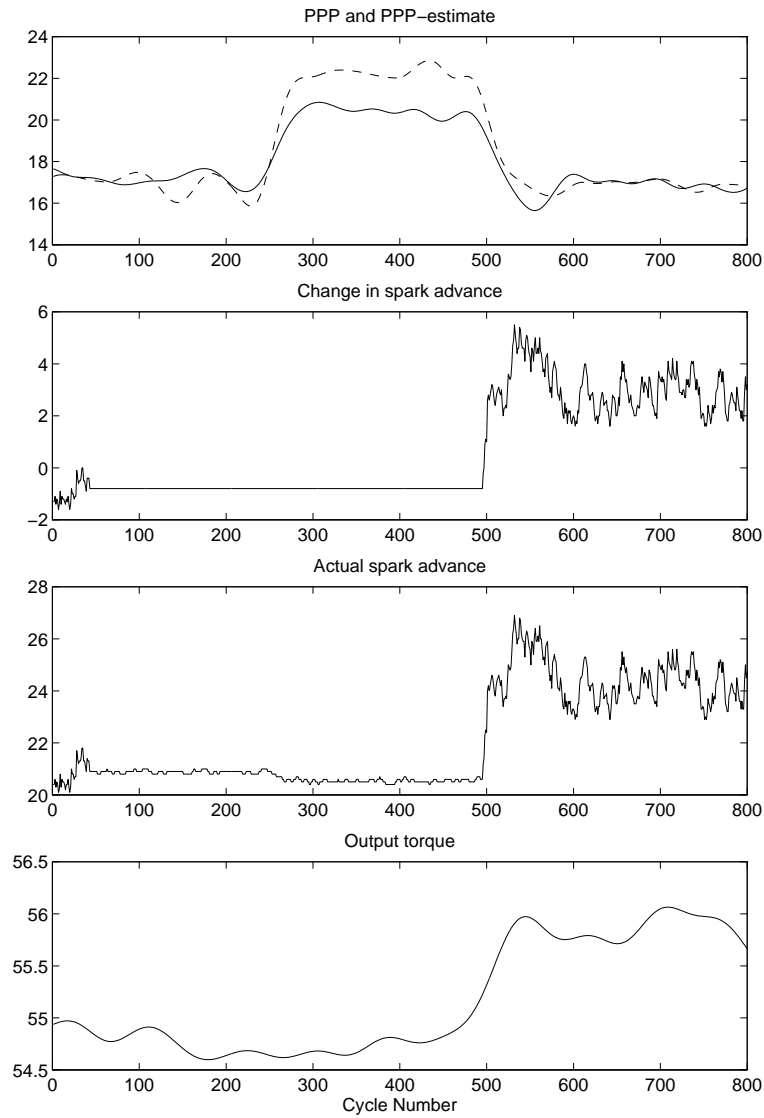 PPP and PPP−estimate
24
22
20
18
16
14
0 100 200 300 400 500 600 700 800
Change in spark advance
6
4
2
0
−2
0 100 200 300 400 500 600 700 800
Actual spark advance
28
26
24
22
20
0 100 200 300 400 500 600 700 800
Output torque
56.5
56
55.5
55
54.5
0 100 200 300 400 500 600 700 800
Cycle Number